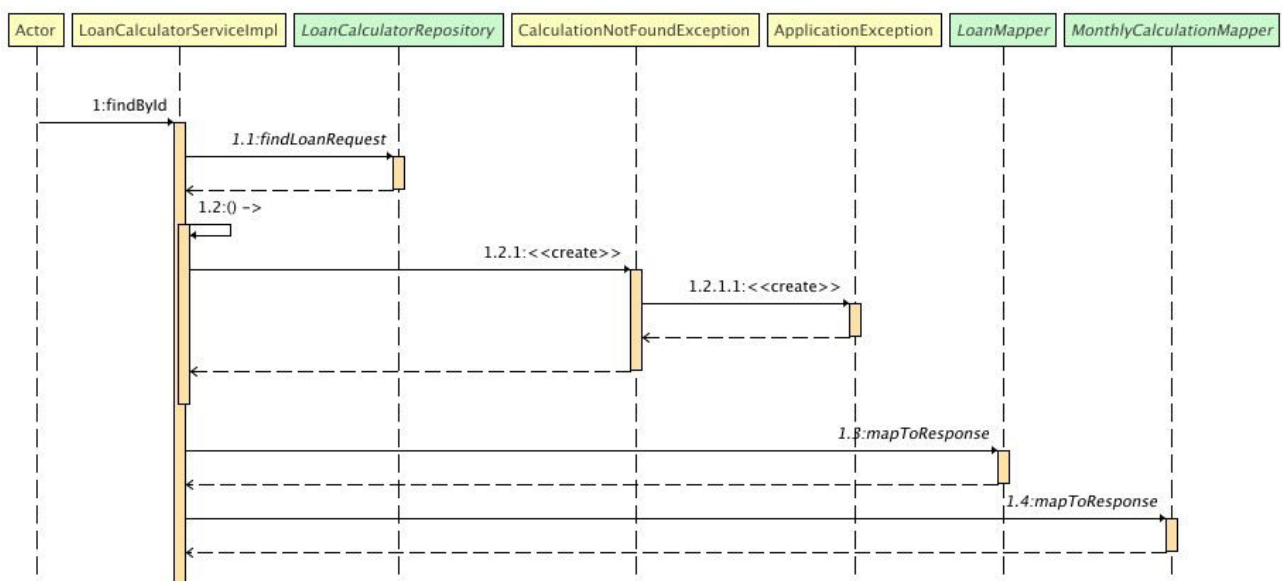 Actor
LoanCalculatorServiceImpl
LoanCalculatorRepository
CalculationNotFoundException
ApplicationException
LoanMapper
MonthlyCalculationMapper
1:findById
1.1:findLoanRequest
1.2:() ->
1.2.1:<<create>>
1.2.1.1:<<create>>
1.3:mapToResponse
1.4:mapToResponse